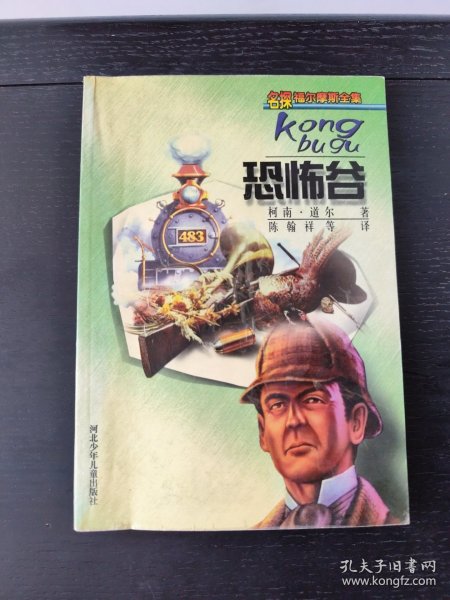 名探福尔摩斯全集
Kong
bu gu
恐怖谷
柯南·道尔 著
陈翰祥等 译
483
河北少年儿童出版社
孔夫子旧书网
www.kongfz.com